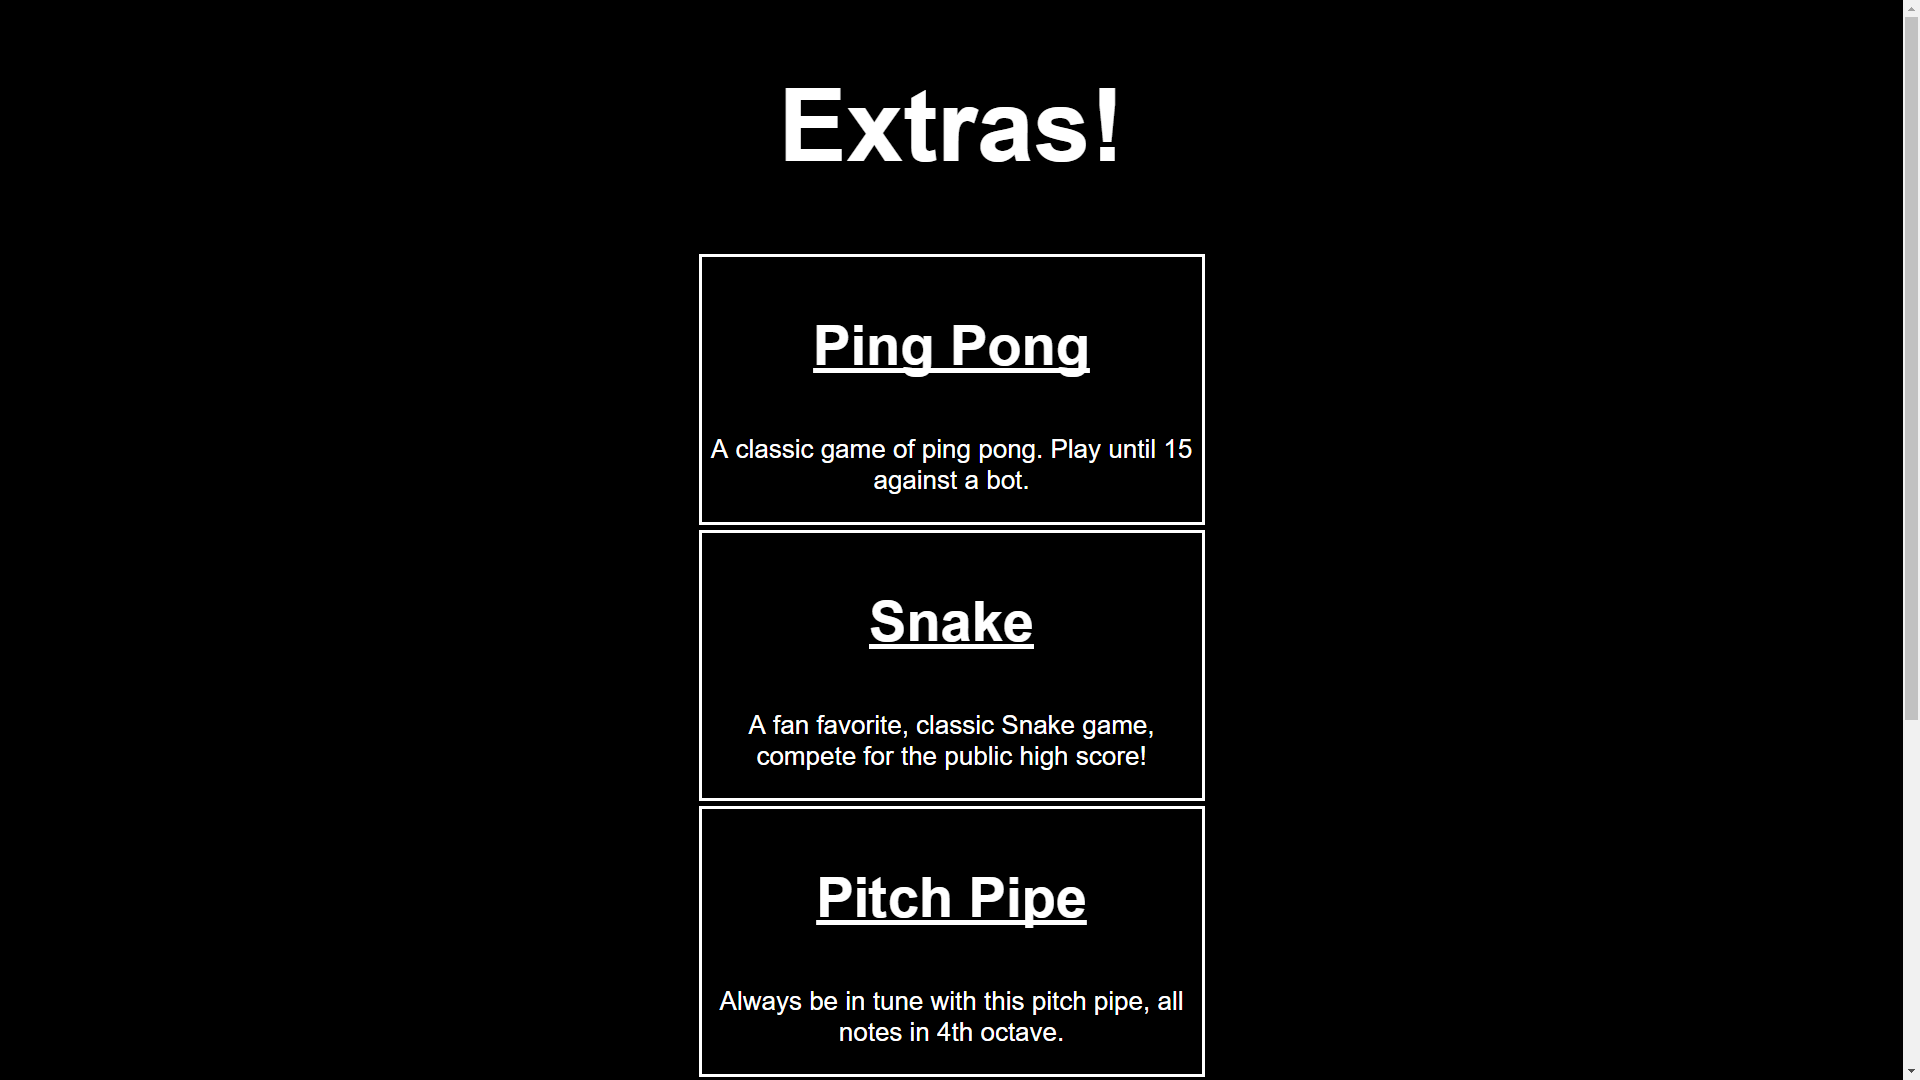 Extras!
Ping Pong
A classic game of ping pong. Play until 15
against a bot.
Snake
A fan favorite, classic Snake game,
compete for the public high score!
Pitch Pipe
Always be in tune with this pitch pipe, all
notes in 4th octave.